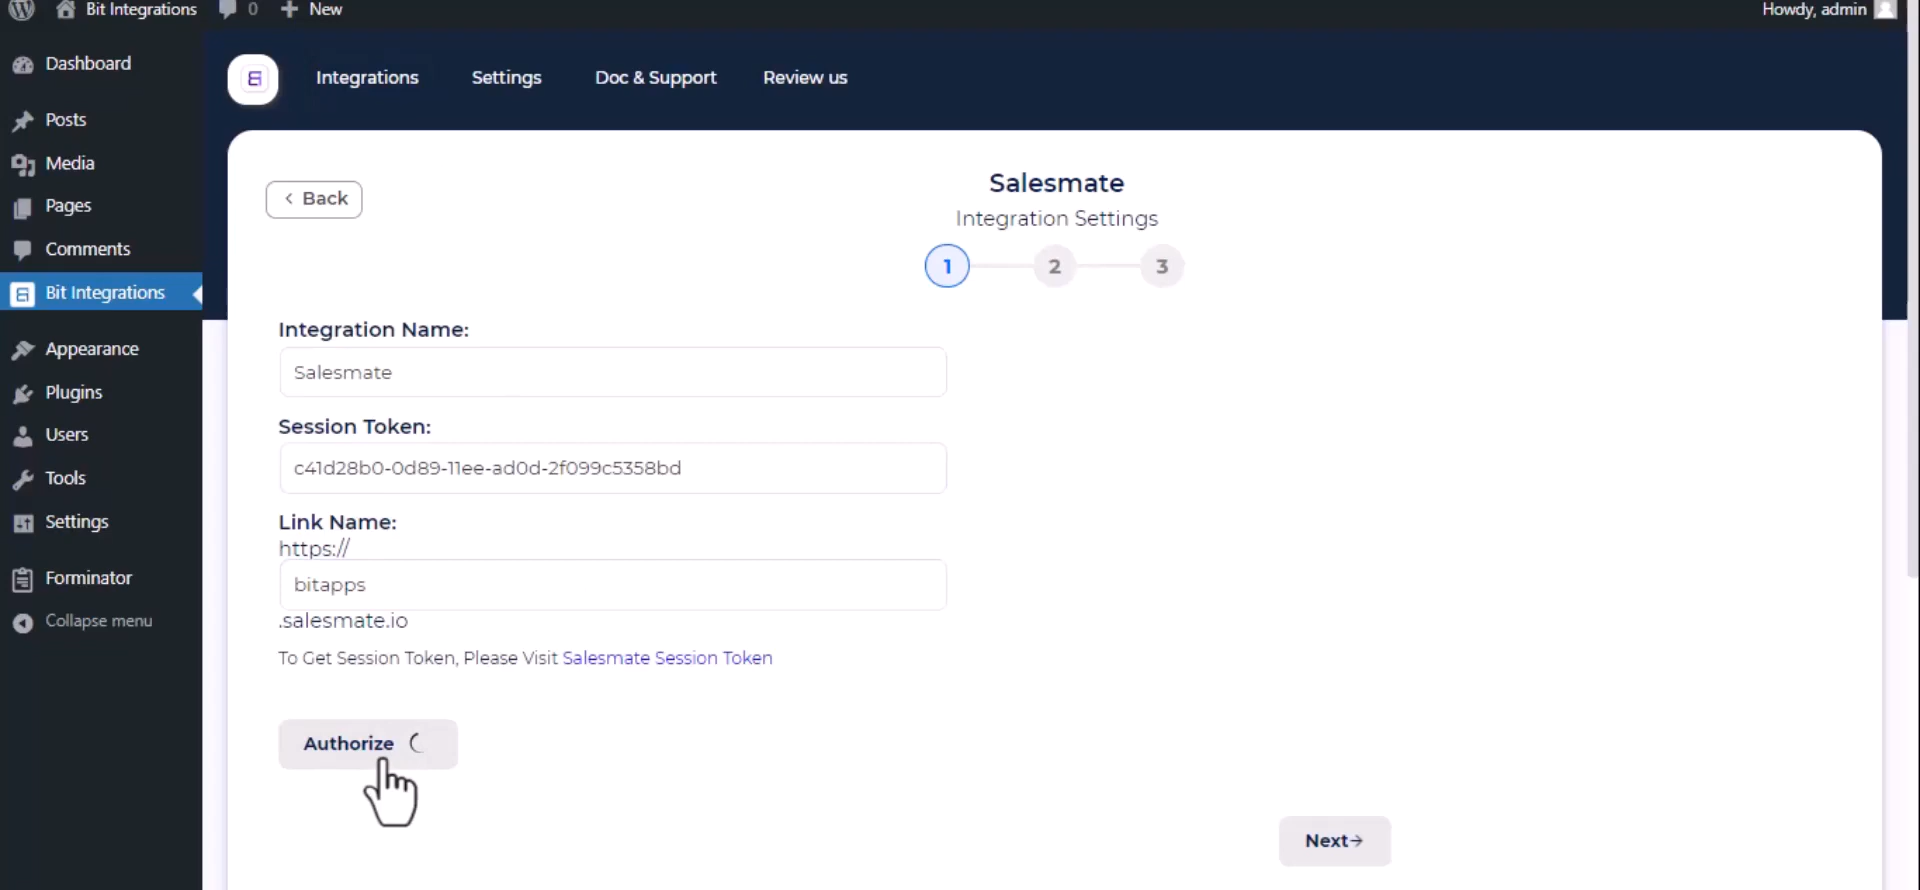 Bit Integrations
0
New
Howdy, admin
Dashboard
Posts
Media
Pages
Comments
Bit Integrations
Appearance
Plugins
Users
Tools
Settings
Forminator
Collapse menu
Integrations
Settings
Doc & Support
Review us
Back
Salesmate
Integration Settings
1
2
3
Integration Name:
Salesmate
Session Token:
c41d28b0-0d89-11ee-ad0d-2f099c5358bd
Link Name:
https://
bitapps
.salesmate.io
To Get Session Token, Please Visit Salesmate Session Token
Authorize
Next→